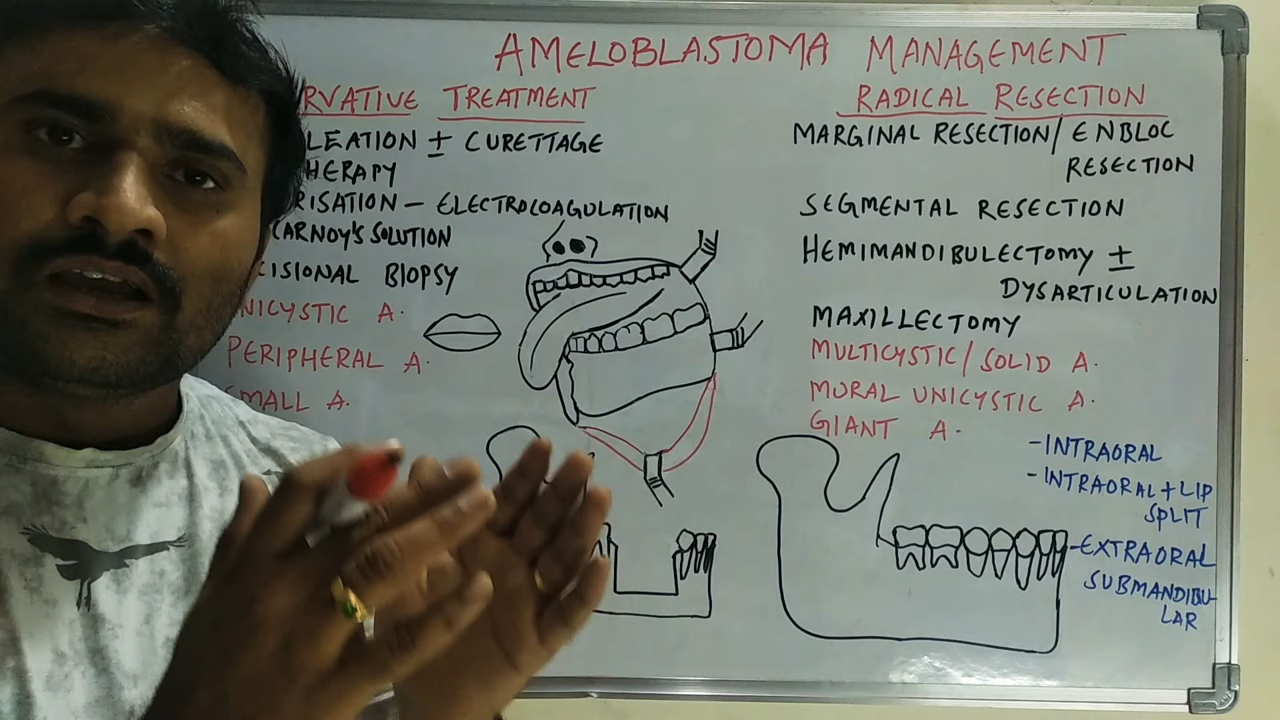 AMELOBLASTOMA MANAGEMENT
RVATIVE TREATMENT
LEATION ± CURETTAGE
HERAPY
RISATION - ELECTROCOAGULATION
CARNOY'S SOLUTION
CISIONAL BIOPSY
NICYSTIC A.
PERIPHERAL A.
SMALL A.
RADICAL RESECTION
MARGINAL RESECTION/ENBLOC
RESECTION
SEGMENTAL RESECTION
HEMIMANDIBULECTOMY ±
DYSARTICULATION
MAXILLECTOMY
MULTICYSTIC/SOLID A.
MURAL UNICYSTIC A.
GIANT A.
-INTRAORAL
-INTRAORAL+LIP
SPLIT
-EXTRAORAL
SUBMANDIBU-
LAR